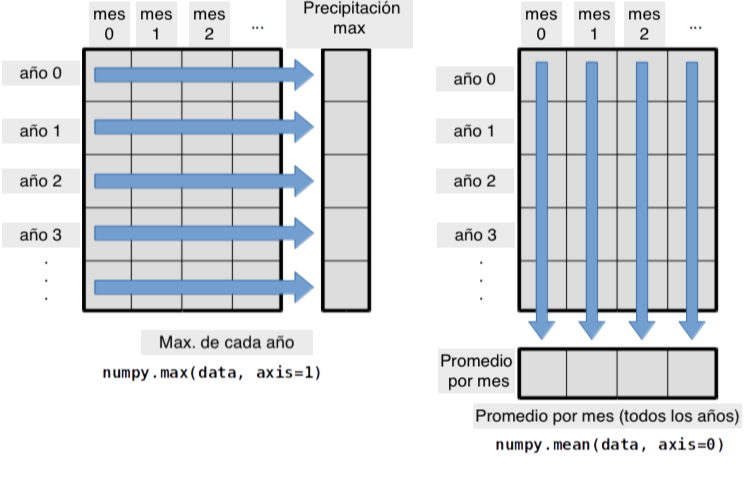 mes
0
mes
1
mes
2
...
Precipitación
max
año 0
año 1
año 2
año 3
.
.
.
Max. de cada año
numpy.max(data, axis=1)
mes
0
mes
1
mes
2
...
año 0
año 1
año 2
año 3
.
.
.
Promedio
por mes
Promedio por mes (todos los años)
numpy.mean(data, axis=0)